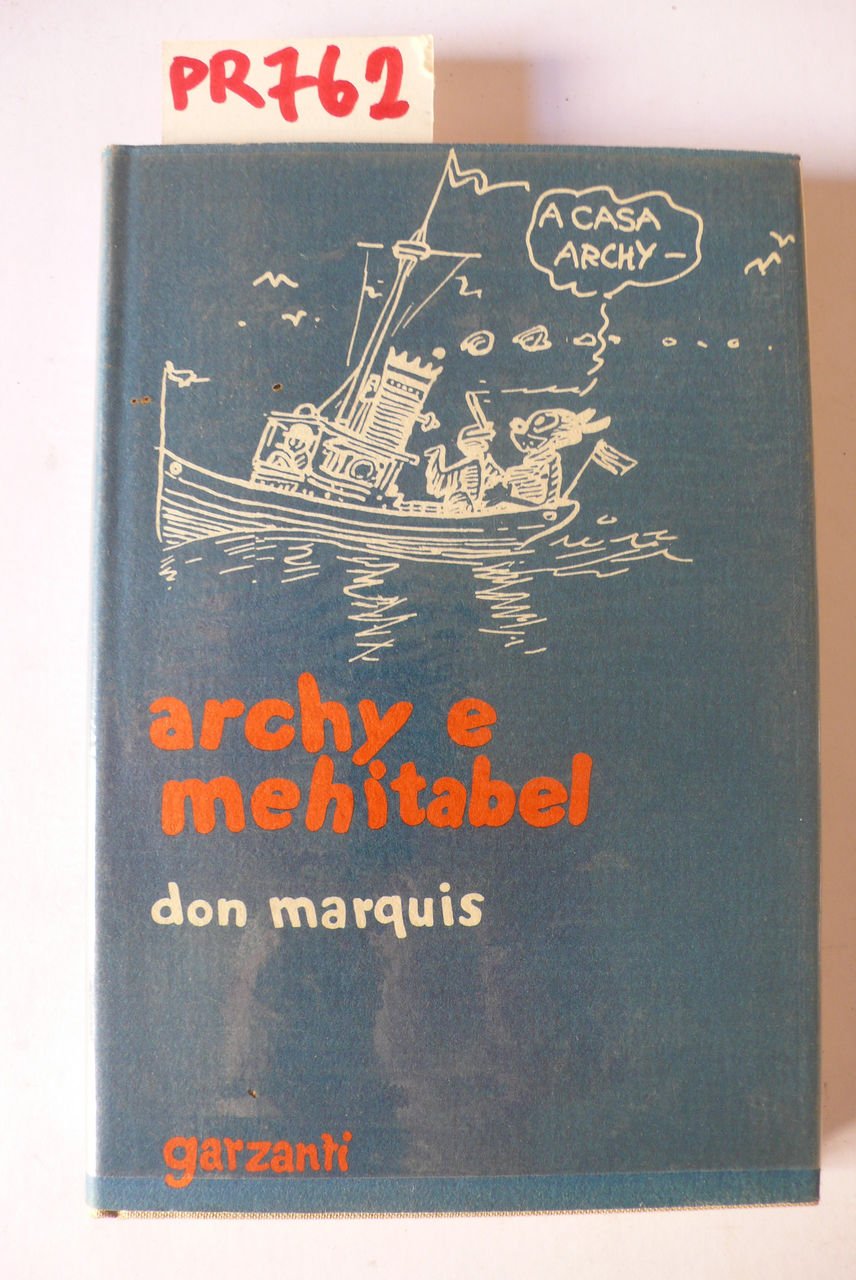 PR762
A CASA
ARCHY —
archy e
mehitabel
don marquis
garzanti